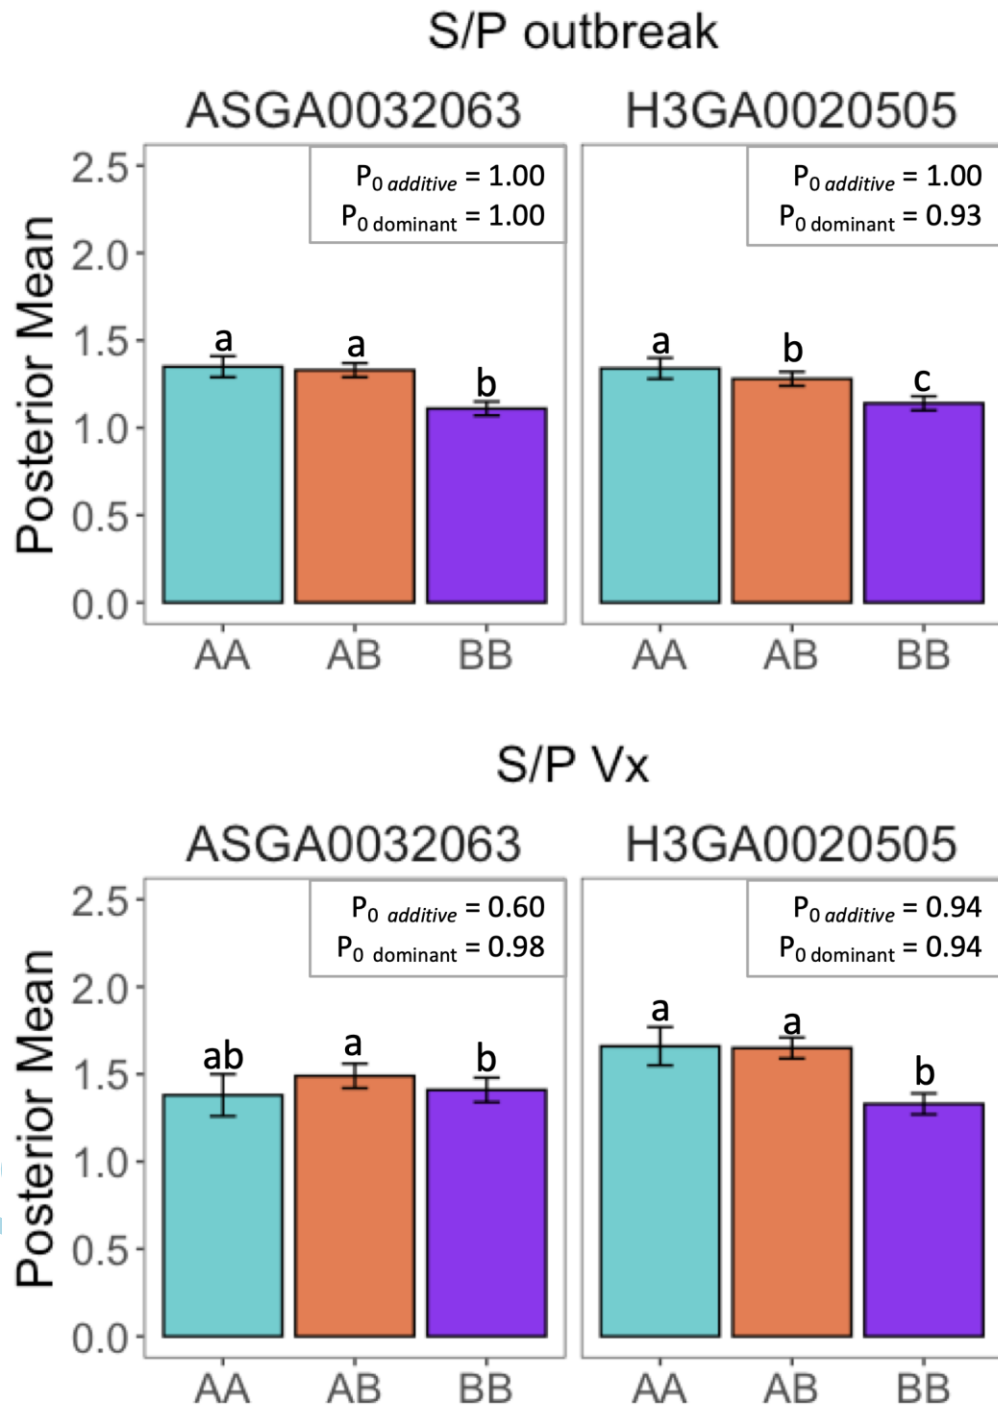 S/P outbreak
ASGA0032063
H3GA0020505
Posterior Mean
2.5
2.0
1.5
1.0
0.5
0.0
P0 additive = 1.00
P0 dominant = 1.00
a
a
b
P0 additive = 1.00
P0 dominant = 0.93
a
b
c
AA
AB
BB
AA
AB
BB
S/P Vx
ASGA0032063
H3GA0020505
Posterior Mean
2.5
2.0
1.5
1.0
0.5
0.0
P0 additive = 0.60
P0 dominant = 0.98
ab
a
b
P0 additive = 0.94
P0 dominant = 0.94
a
a
b
AA
AB
BB
AA
AB
BB